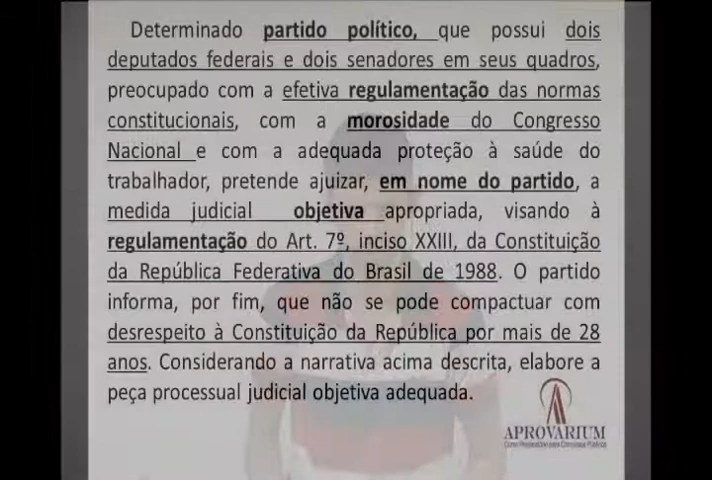 Determinado partido político, que possui dois
deputados federais e dois senadores em seus quadros,
preocupado com a efetiva regulamentação das normas
constitucionais, com a morosidade do Congresso
Nacional e com a adequada proteção à saúde do
trabalhador, pretende ajuizar, em nome do partido, a
medida judicial objetiva apropriada, visando à
regulamentação do Art. 7º, inciso XXIII, da Constituição
da República Federativa do Brasil de 1988. O partido
informa, por fim, que não se pode compactuar com
desrespeito à Constituição da República por mais de 28
anos. Considerando a narrativa acima descrita, elabore a
peça processual judicial objetiva adequada.
APROVARIUM